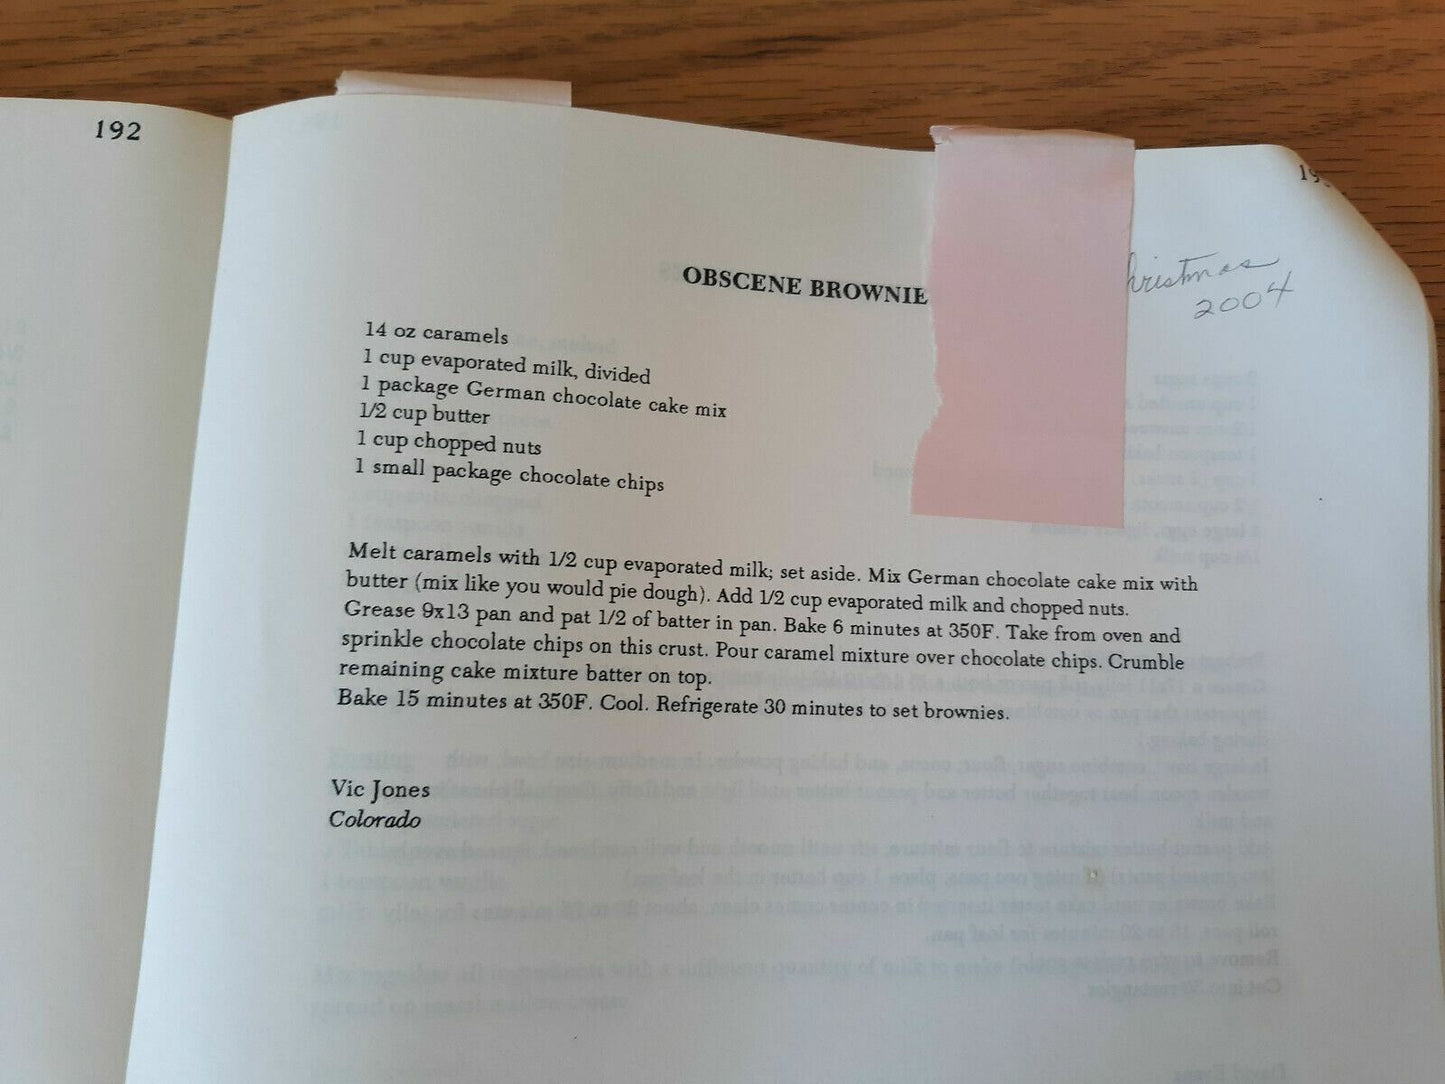 192
OBSCENE BROWNIE
hristmas
2004
14 oz caramels
1 cup evaporated milk, divided
1 package German chocolate cake mix
1/2 cup butter
1 cup chopped nuts
1 small package chocolate chips
Melt caramels with 1/2 cup evaporated milk; set aside. Mix German chocolate cake mix with
butter (mix like you would pie dough). Add 1/2 cup evaporated milk and chopped nuts.
Grease 9x13 pan and pat 1/2 of batter in pan. Bake 6 minutes at 350F. Take from oven and
sprinkle chocolate chips on this crust. Pour caramel mixture over chocolate chips. Crumble
remaining cake mixture batter on top.
Bake 15 minutes at 350F. Cool. Refrigerate 30 minutes to set brownies.
Vic Jones
Colorado